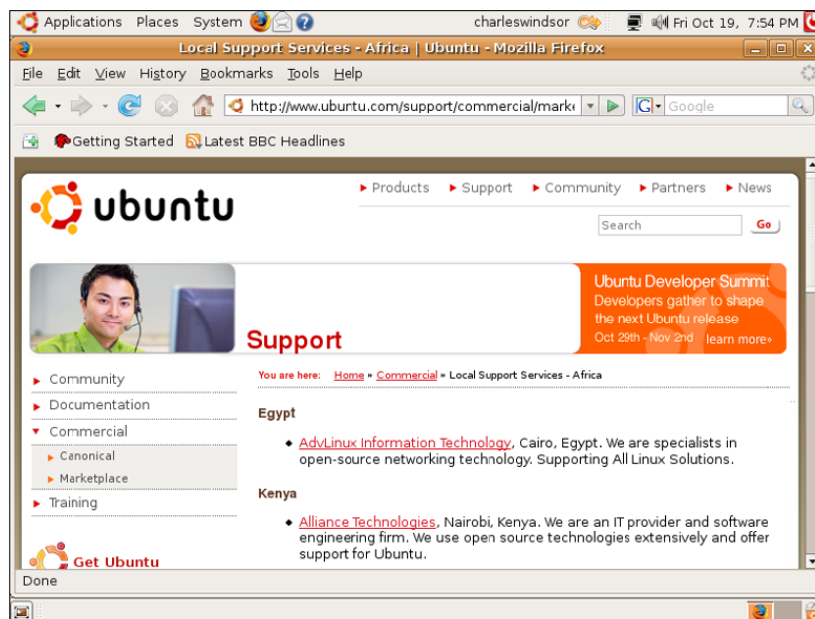 Applications Places System charleswindsor Fri Oct 19, 7:54 PM
Local Support Services - Africa | Ubuntu - Mozilla Firefox
File Edit View History Bookmarks Tools Help
http://www.ubuntu.com/support/commercial/marke G Google
Getting Started Latest BBC Headlines
ubuntu
Products Support Community Partners News
Search Go
Ubuntu Developer Summit
Developers gather to shape
the next Ubuntu release
Oct 29th - Nov 2nd learn more»
Support
You are here: Home » Commercial » Local Support Services - Africa
Community
Documentation
Commercial
Canonical
Marketplace
Training
Get Ubuntu
Egypt
AdvLinux Information Technology, Cairo, Egypt. We are specialists in
open-source networking technology. Supporting All Linux Solutions.
Kenya
Alliance Technologies, Nairobi, Kenya. We are an IT provider and software
engineering firm. We use open source technologies extensively and offer
support for Ubuntu.
Done